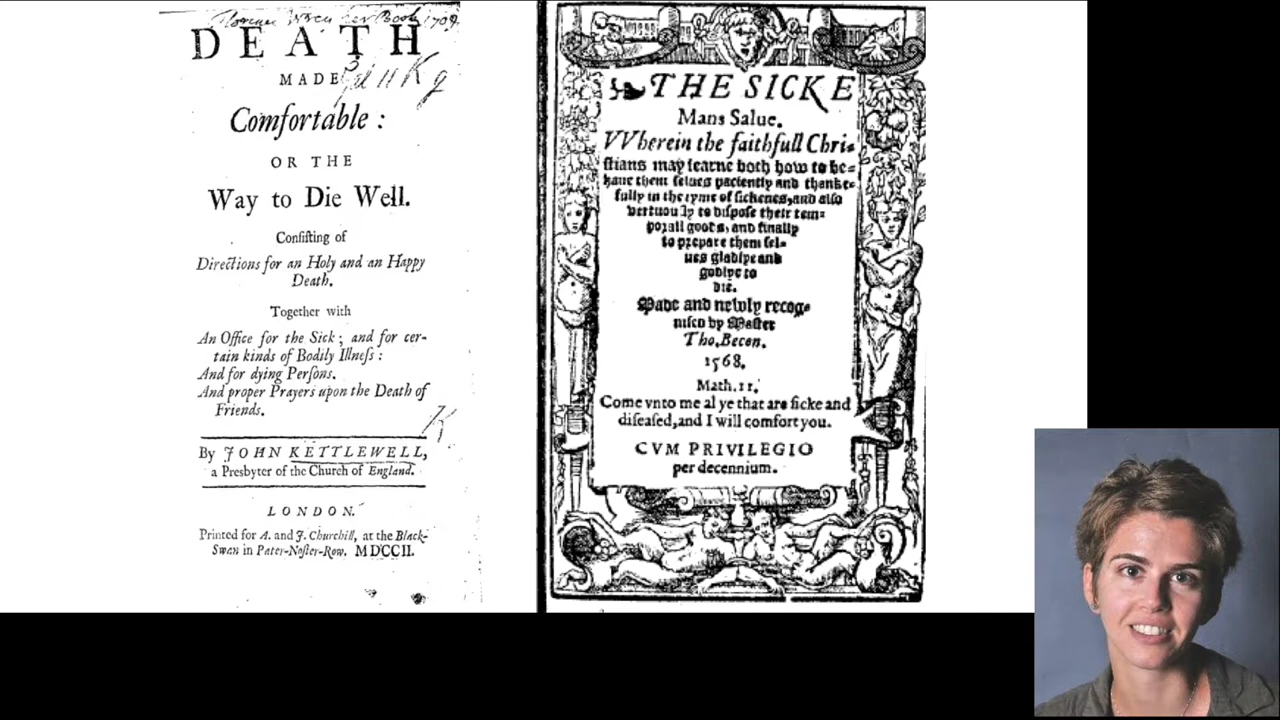 Florence Wren her Book 1709
DEATH
MADE
Comfortable :
OR THE
Way to Die Well.
Conſiſting of
Directions for an Holy and an Happy
Death.
Together with
An Office for the Sick ; and for cer-
tain kinds of Bodily Illneſs :
And for dying Perſons.
And proper Prayers upon the Death of
Friends.
K
By JOHN KETTLEWELL,
a Presbyter of the Church of England.
LONDON.
Printed for A. and J. Churchill, at the Black-
Swan in Pater-Noſter-Row. MDCCII.
THE SICKE
Mans Salue.
VVherein the faithfull Chri-
ſtians may learne both how to be-
haue them ſelues paciently and thanke-
fully in the tyme of ſickenes, and alſo
vertuouſly to diſpoſe their tem-
porall goods, and finally
to prepare them ſel-
ues gladlye and
godlye to
die.
Made and newly recog-
niſed by Maſter
Tho. Becon.
1568.
Math. 11.
Come vnto me al ye that are ſicke and
diſeaſed, and I will comfort you.
CVM PRIVILEGIO
per decennium.